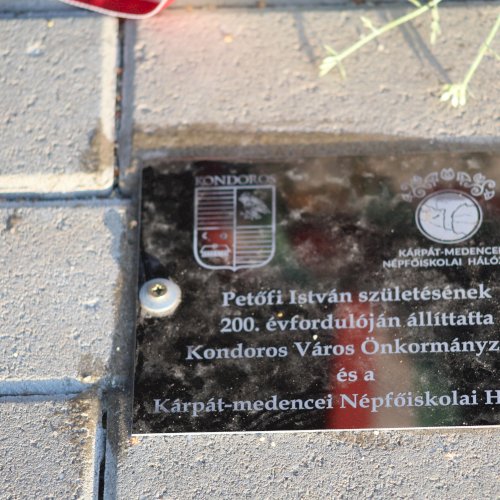 KONDOROS
KÁRPÁT-MEDENCEI
NÉPFŐISKOLAI HÁLÓ
Petőfi István születésének
200. évfordulóján állíttatta
Kondoros Város Önkormányz
és a
Kárpát-medencei Népfőiskolai H